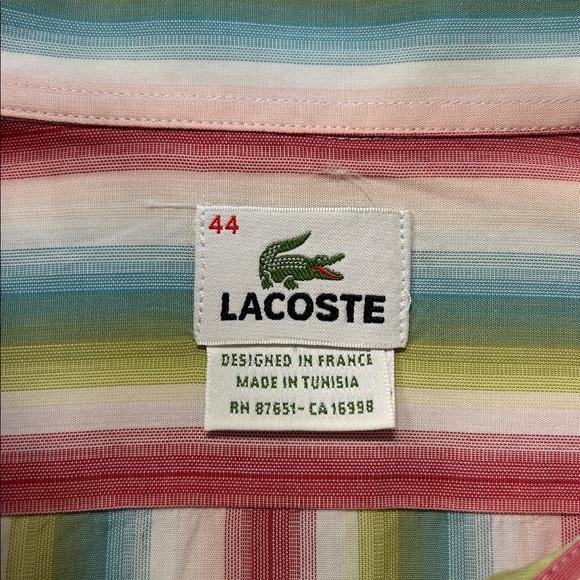 44
LACOSTE
DESIGNED IN FRANCE
MADE IN TUNISIA
RN 87651-CA 16998